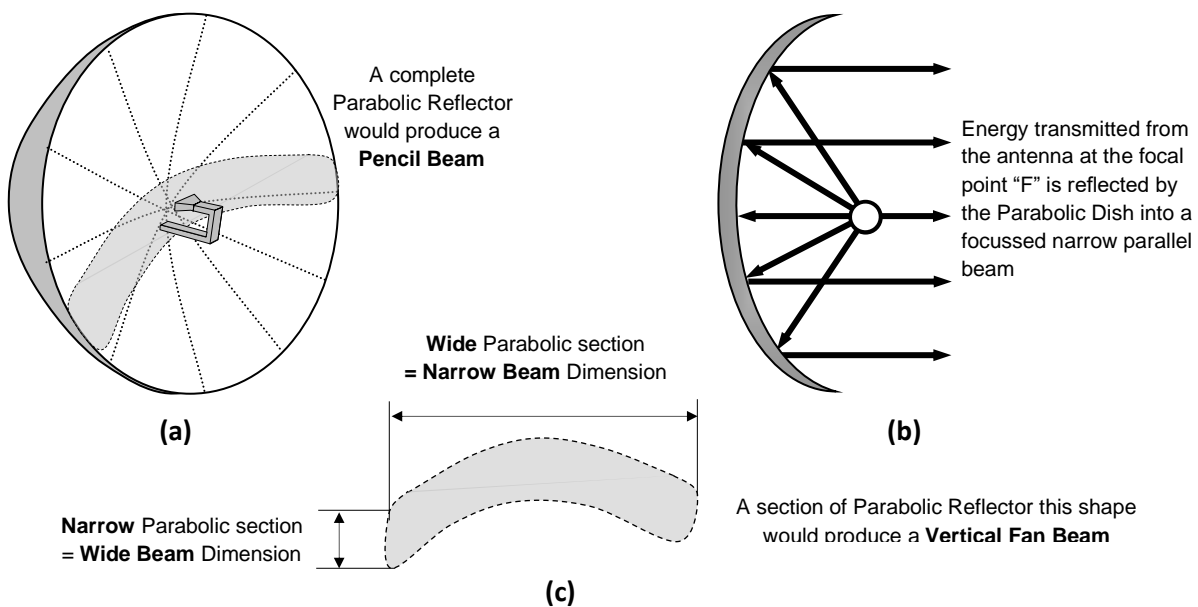 A complete
Parabolic Reflector
would produce a
Pencil Beam
Energy transmitted from
the antenna at the focal
point “F” is reflected by
the Parabolic Dish into a
focussed narrow parallel
beam
Wide Parabolic section
= Narrow Beam Dimension
(a)
(b)
Narrow Parabolic section
= Wide Beam Dimension
A section of Parabolic Reflector this shape
would produce a Vertical Fan Beam
(c)